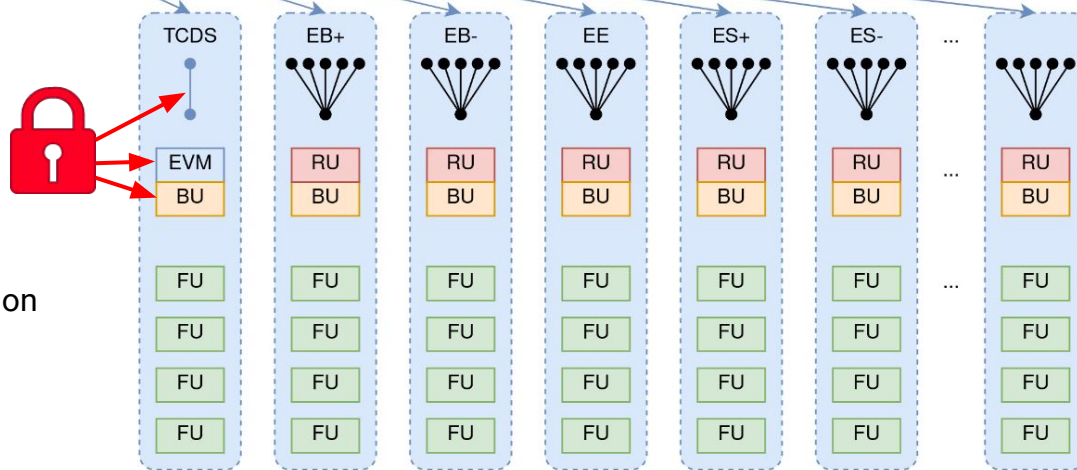 TCDS EB+ EB- EE ES+ ES- ...
EVM RU RU RU RU RU ... RU
BU BU BU BU BU BU BU
FU FU FU FU FU FU ... FU
on
FU FU FU FU FU FU FU
FU FU FU FU FU FU FU
FU FU FU FU FU FU FU